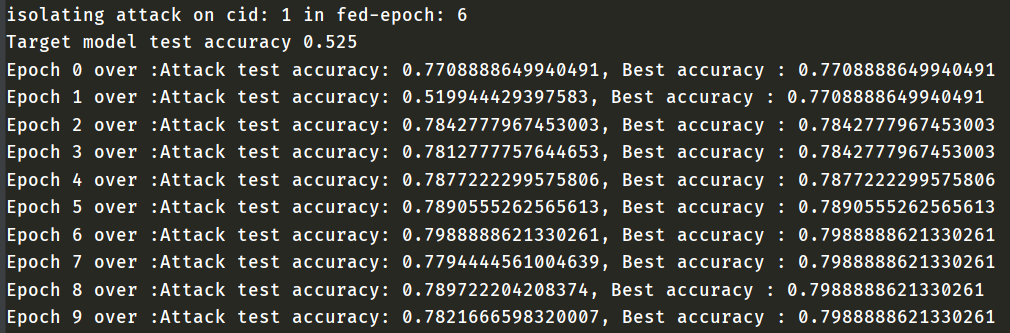 isolating attack on cid: 1 in fed-epoch: 6
Target model test accuracy 0.525
Epoch 0 over :Attack test accuracy: 0.7708888649940491, Best accuracy : 0.7708888649940491
Epoch 1 over :Attack test accuracy: 0.519944429397583, Best accuracy : 0.7708888649940491
Epoch 2 over :Attack test accuracy: 0.7842777967453003, Best accuracy : 0.7842777967453003
Epoch 3 over :Attack test accuracy: 0.7812777757644653, Best accuracy : 0.7842777967453003
Epoch 4 over :Attack test accuracy: 0.7877222299575806, Best accuracy : 0.7877222299575806
Epoch 5 over :Attack test accuracy: 0.7890555262565613, Best accuracy : 0.7890555262565613
Epoch 6 over :Attack test accuracy: 0.7988888621330261, Best accuracy : 0.7988888621330261
Epoch 7 over :Attack test accuracy: 0.7794444561004639, Best accuracy : 0.7988888621330261
Epoch 8 over :Attack test accuracy: 0.789722204208374, Best accuracy : 0.7988888621330261
Epoch 9 over :Attack test accuracy: 0.7821666598320007, Best accuracy : 0.7988888621330261